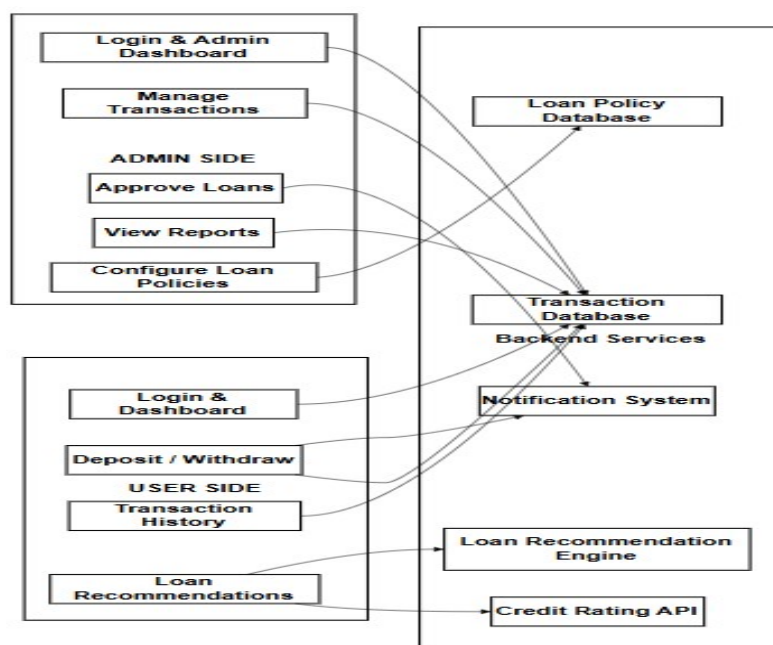 Login & Admin
Dashboard
Manage
Transactions
ADMIN SIDE
Approve Loans
View Reports
Configure Loan
Policies
Login &
Dashboard
Deposit / Withdraw
USER SIDE
Transaction
History
Loan
Recommendations
Loan Policy
Database
Transaction
Database
Backend Services
Notification System
Loan Recommendation
Engine
Credit Rating API